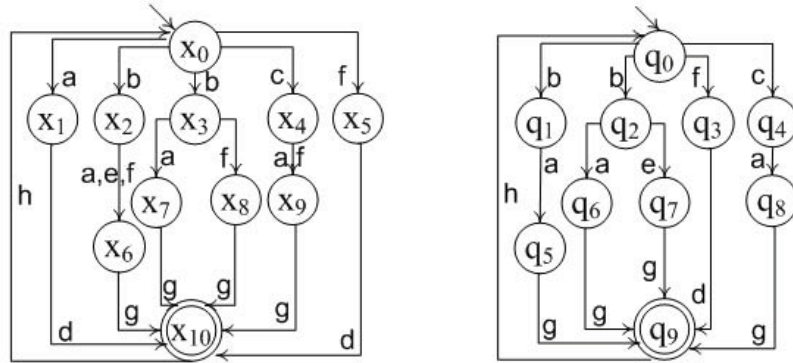 x0 q0
a b b c f b b f c
x1 x2 x3 x4 x5 q1 q2 q3 q4
a,e,f a f a,f a a e a
h x7 x8 x9 h q6 q7 q8
x6 q5
g g g g g g g d g
d x10 d q9